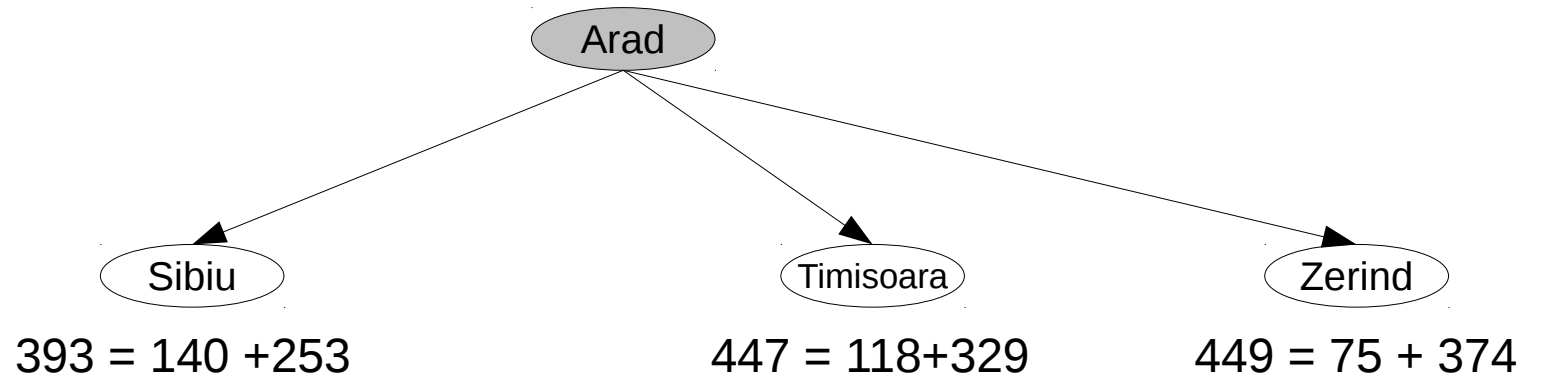 Arad
Sibiu
Timisoara
Zerind
393 = 140 +253
447 = 118+329
449 = 75 + 374